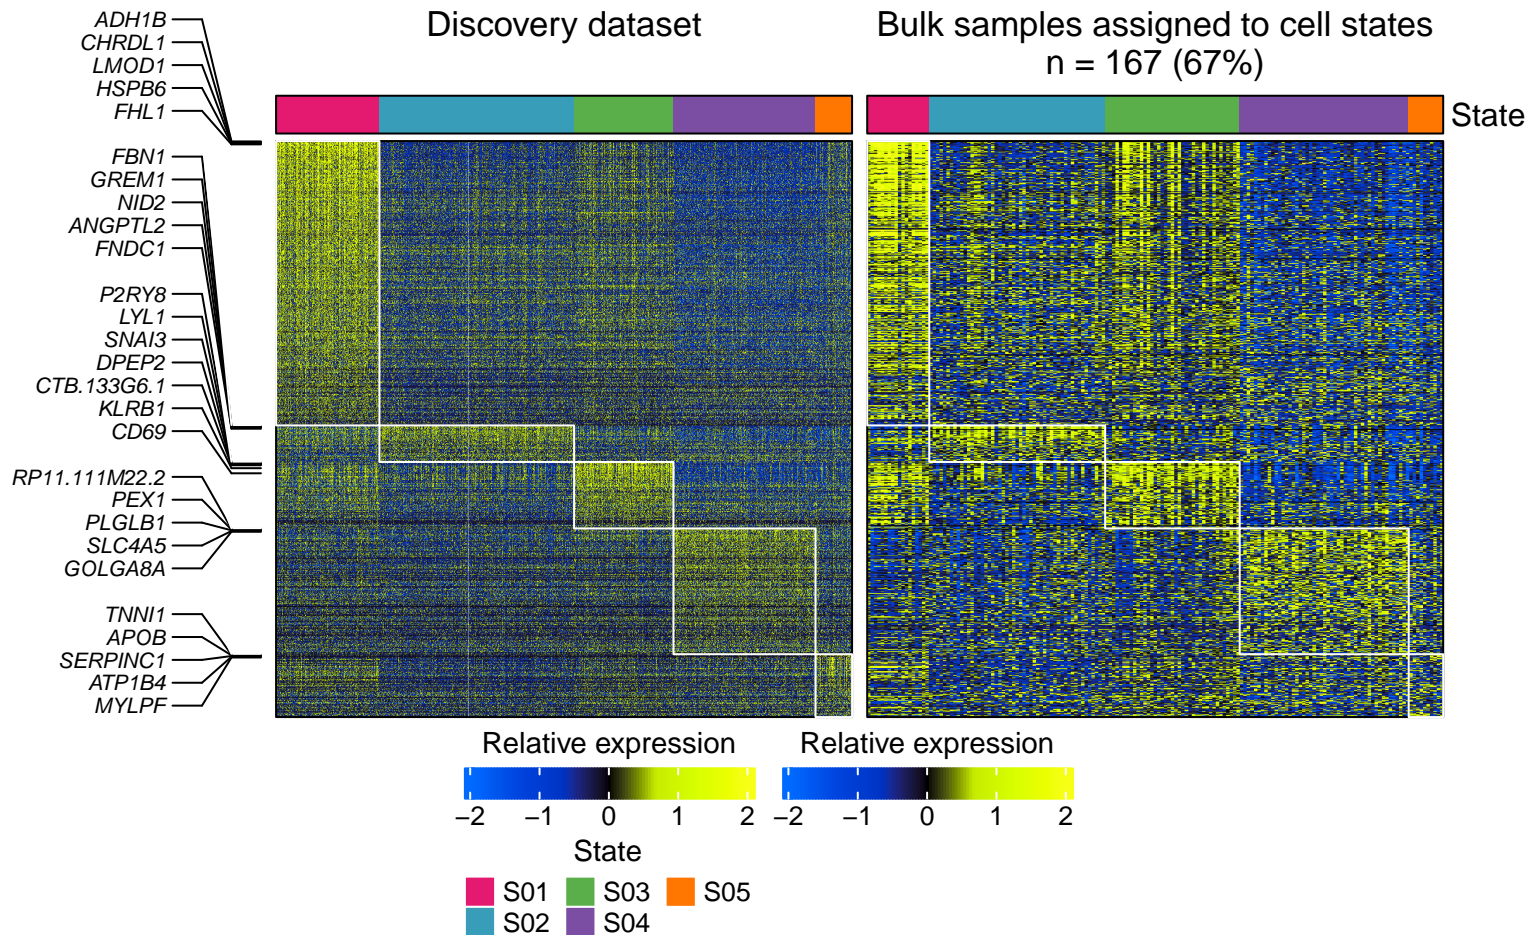 Discovery dataset
Bulk samples assigned to cell states
n = 167 (67%)
State
ADH1B
CHRDL1
LMOD1
HSPB6
FHL1
FBN1
GREM1
NID2
ANGPTL2
FNDC1
P2RY8
LYL1
SNAI3
DPEP2
CTB.133G6.1
KLRB1
CD69
RP11.111M22.2
PEX1
PLGLB1
SLC4A5
GOLGA8A
TNNI1
APOB
SERPINC1
ATP1B4
MYLPF
Relative expression
−2 −1 0 1 2
Relative expression
−2 −1 0 1 2
State
S01 S03 S05
S02 S04